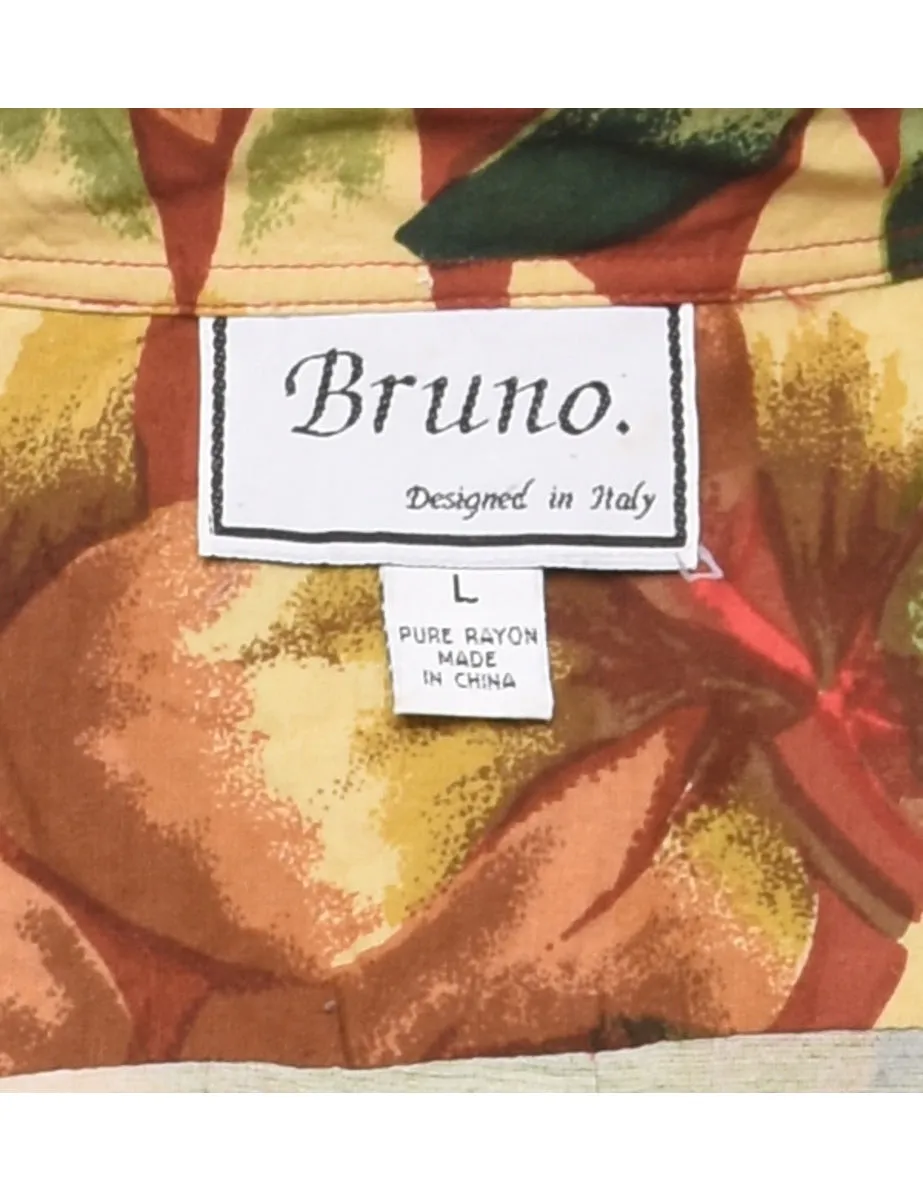 Bruno.
Designed in Italy
L
PURE RAYON
MADE
IN CHINA